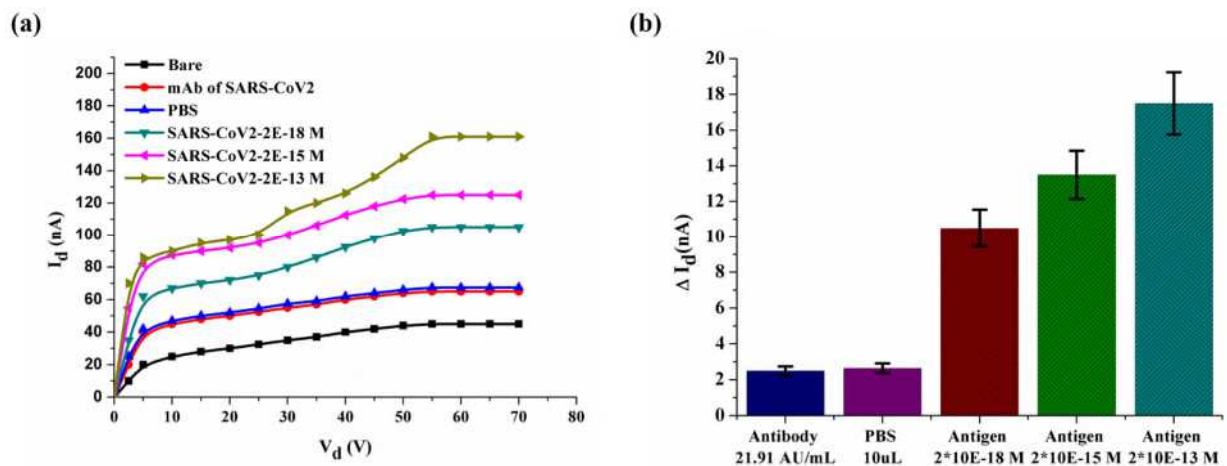 (a)
Bare
mAb of SARS-CoV2
PBS
SARS-CoV2-2E-18 M
SARS-CoV2-2E-15 M
SARS-CoV2-2E-13 M
200
180
160
140
120
100
80
60
40
20
0
I_d (nA)
0 10 20 30 40 50 60 70 80
V_d (V)
(b)
20
18
16
14
12
10
8
6
4
2
0
Δ I_d(nA)
Antibody PBS Antigen Antigen Antigen
21.91 AU/mL 10uL 2*10E-18 M 2*10E-15 M 2*10E-13 M